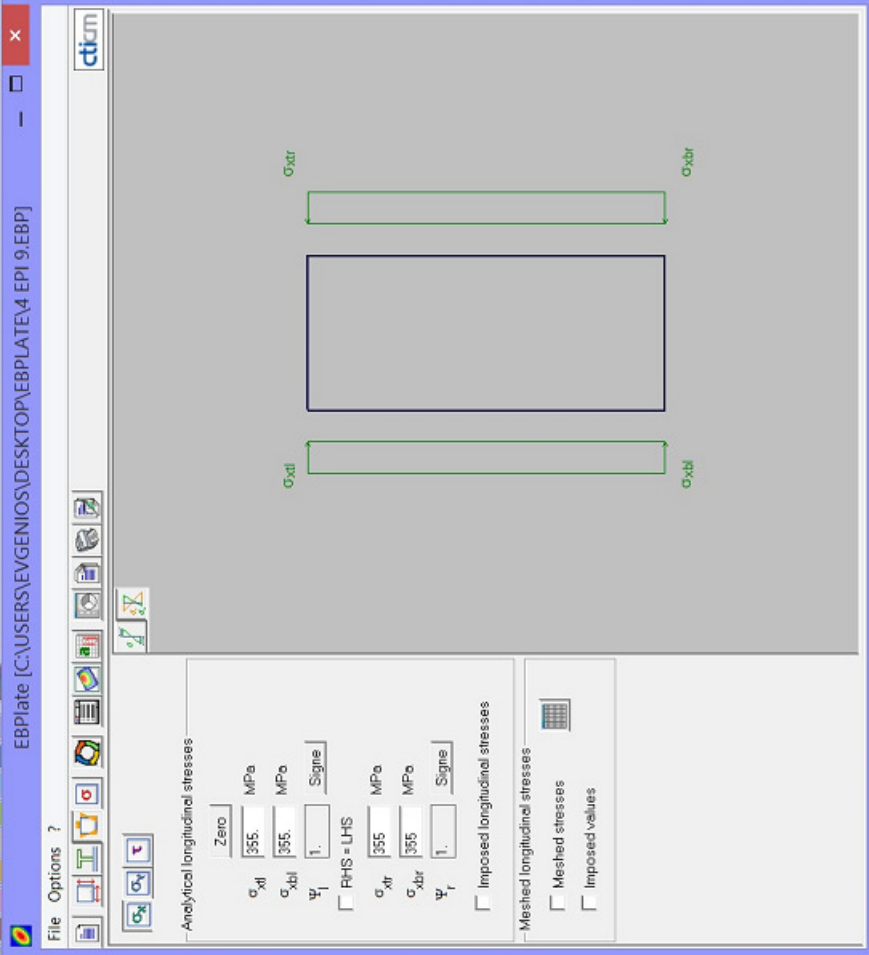 EBPlate [C:\USERS\EVGENIOS\DESKTOP\EBPLATE\4 EPI 9.EBP]
File Options ?
cticm
σx σy τ
Analytical longitudinal stresses
Zero
σxtl 355. MPa
σxbl 355. MPa
Ψl 1. Signe
RHS = LHS
σxtr 355 MPa
σxbr 355 MPa
Ψr 1. Signe
Imposed longitudinal stresses
Meshed longitudinal stresses
Meshed stresses
Imposed values
σxtl
σxtr
σxbl
σxbr